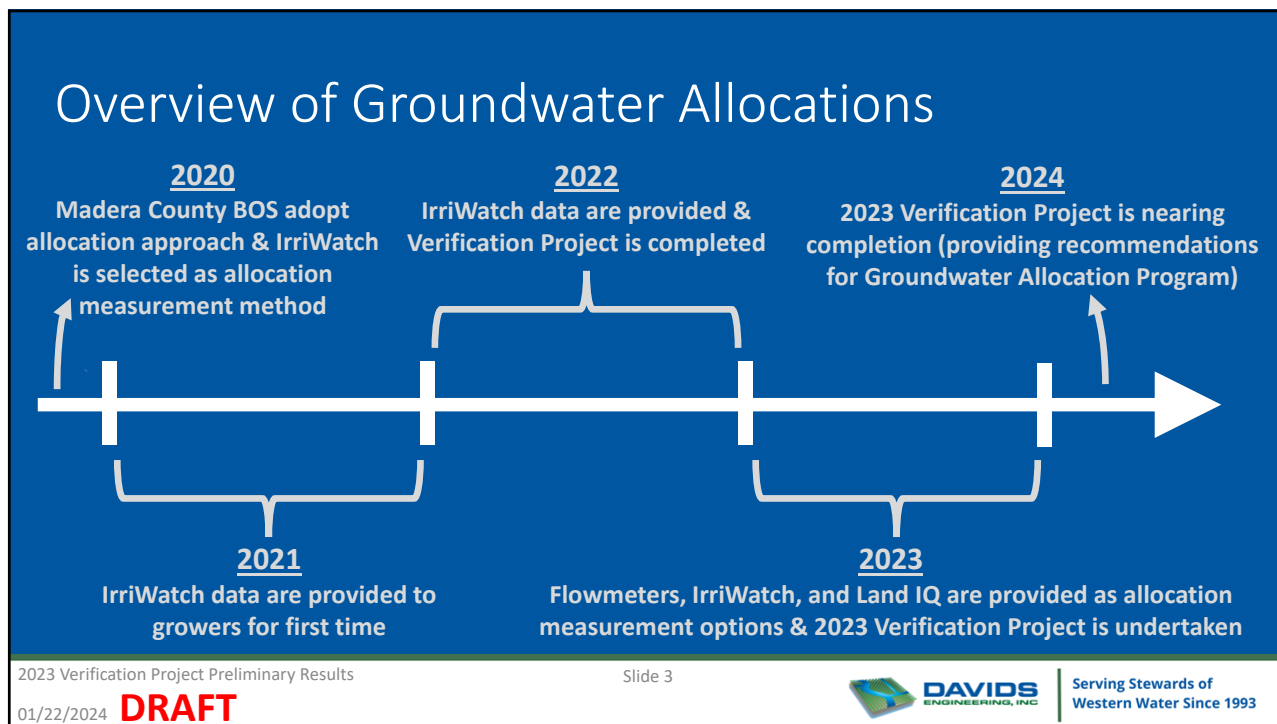 Overview of Groundwater Allocations
2020
Madera County BOS adopt
allocation approach & IrriWatch
is selected as allocation
measurement method
2022
IrriWatch data are provided &
Verification Project is completed
2024
2023 Verification Project is nearing
completion (providing recommendations
for Groundwater Allocation Program)
2021
IrriWatch data are provided to
growers for first time
2023
Flowmeters, IrriWatch, and Land IQ are provided as allocation
measurement options & 2023 Verification Project is undertaken
2023 Verification Project Preliminary Results
01/22/2024 DRAFT
Slide 3
DAVIDS
ENGINEERING, INC
Serving Stewards of
Western Water Since 1993